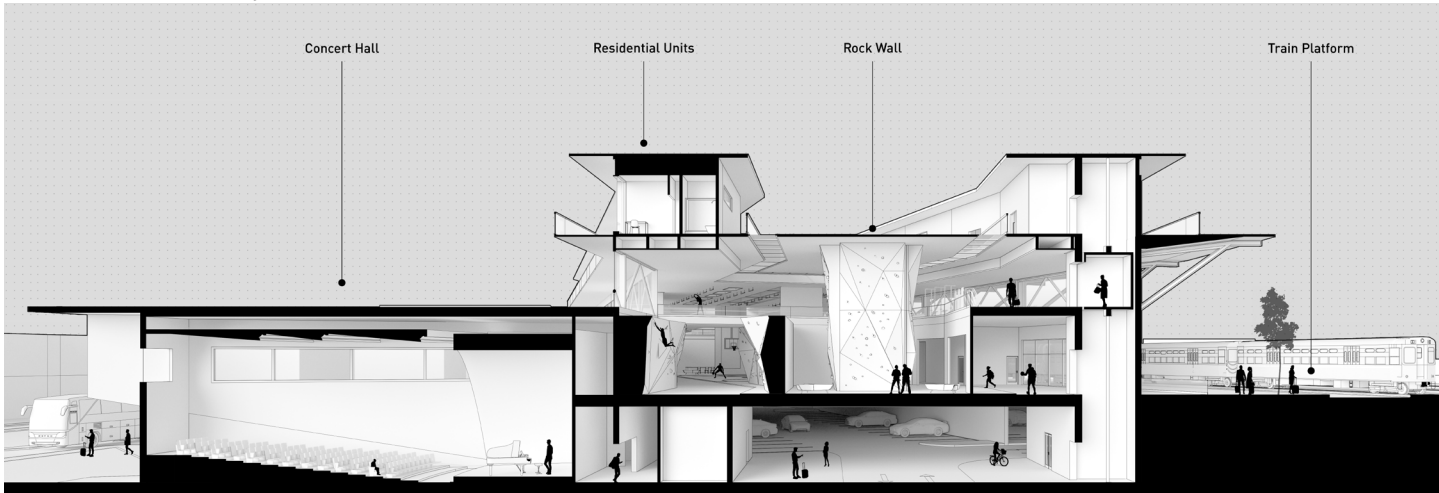 Concert Hall
Residential Units
Rock Wall
Train Platform